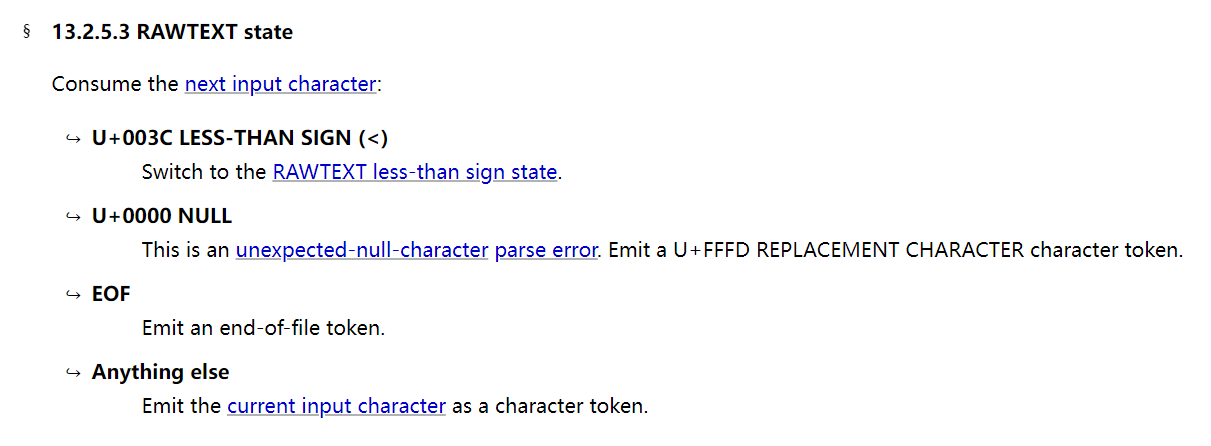 § 13.2.5.3 RAWTEXT state
Consume the next input character:
↪ U+003C LESS-THAN SIGN (<)
Switch to the RAWTEXT less-than sign state.
↪ U+0000 NULL
This is an unexpected-null-character parse error. Emit a U+FFFD REPLACEMENT CHARACTER character token.
↪ EOF
Emit an end-of-file token.
↪ Anything else
Emit the current input character as a character token.